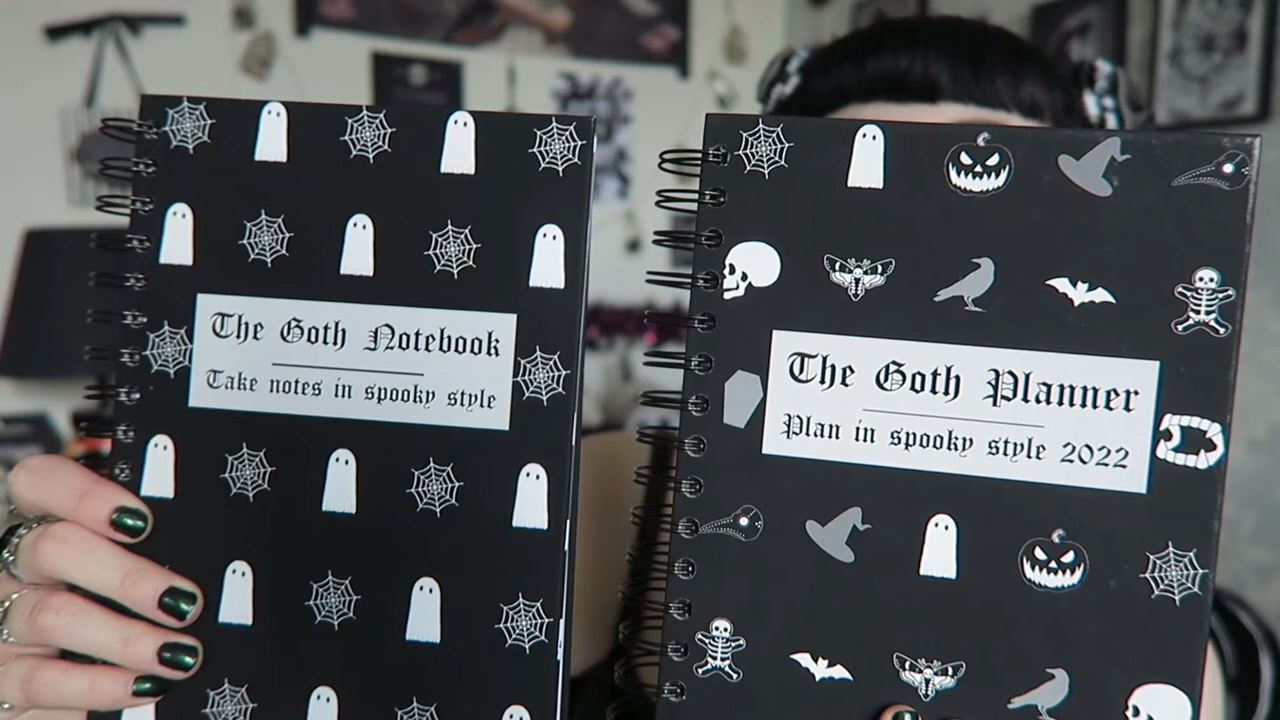 The Goth Notebook
Take notes in spooky style
The Goth Planner
Plan in spooky style 2022